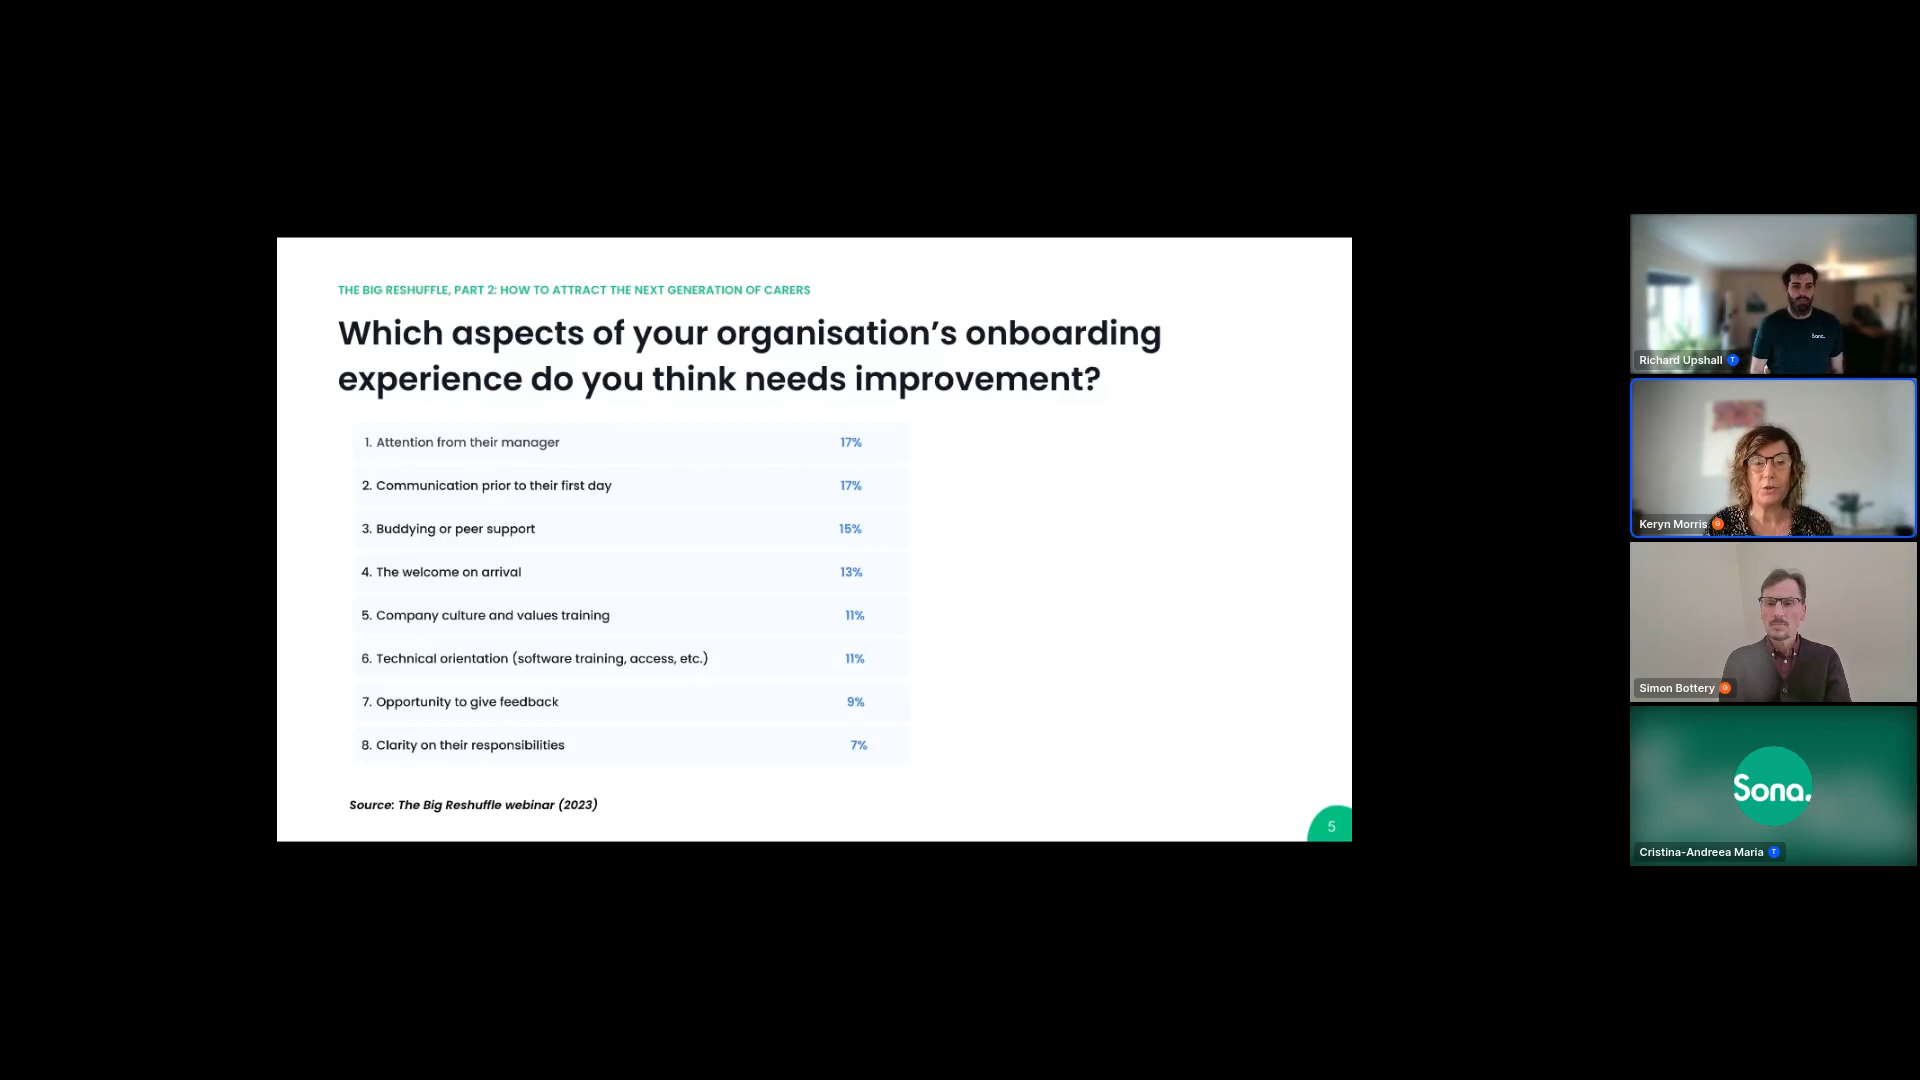 THE BIG RESHUFFLE, PART 2: HOW TO ATTRACT THE NEXT GENERATION OF CARERS
Which aspects of your organisation’s onboarding
experience do you think needs improvement?
1. Attention from their manager 17%
2. Communication prior to their first day 17%
3. Buddying or peer support 15%
4. The welcome on arrival 13%
5. Company culture and values training 11%
6. Technical orientation (software training, access, etc.) 11%
7. Opportunity to give feedback 9%
8. Clarity on their responsibilities 7%
Source: The Big Reshuffle webinar (2023)
5
Sona.
Richard Upshall T
Keryn Morris G
Simon Bottery G
Sona.
Cristina-Andreea Maria T